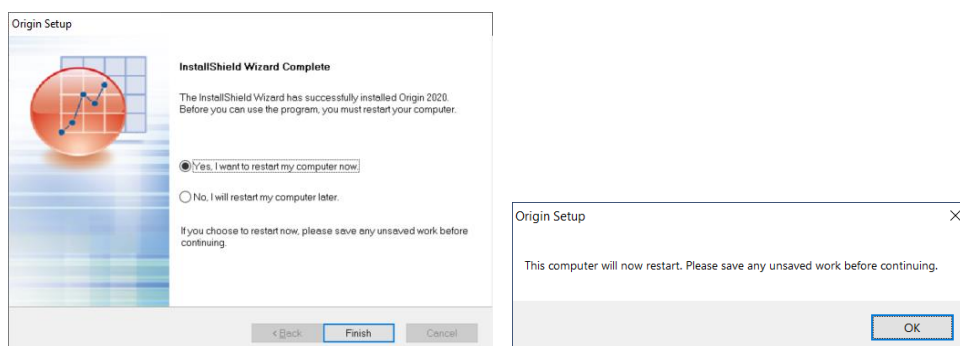 Origin Setup
InstallShield Wizard Complete
The InstallShield Wizard has successfully installed Origin 2020.
Before you can use the program, you must restart your computer.
Yes, I want to restart my computer now.
No, I will restart my computer later.
If you choose to restart now, please save any unsaved work before
continuing.
< Back
Finish
Cancel
Origin Setup
This computer will now restart. Please save any unsaved work before continuing.
OK